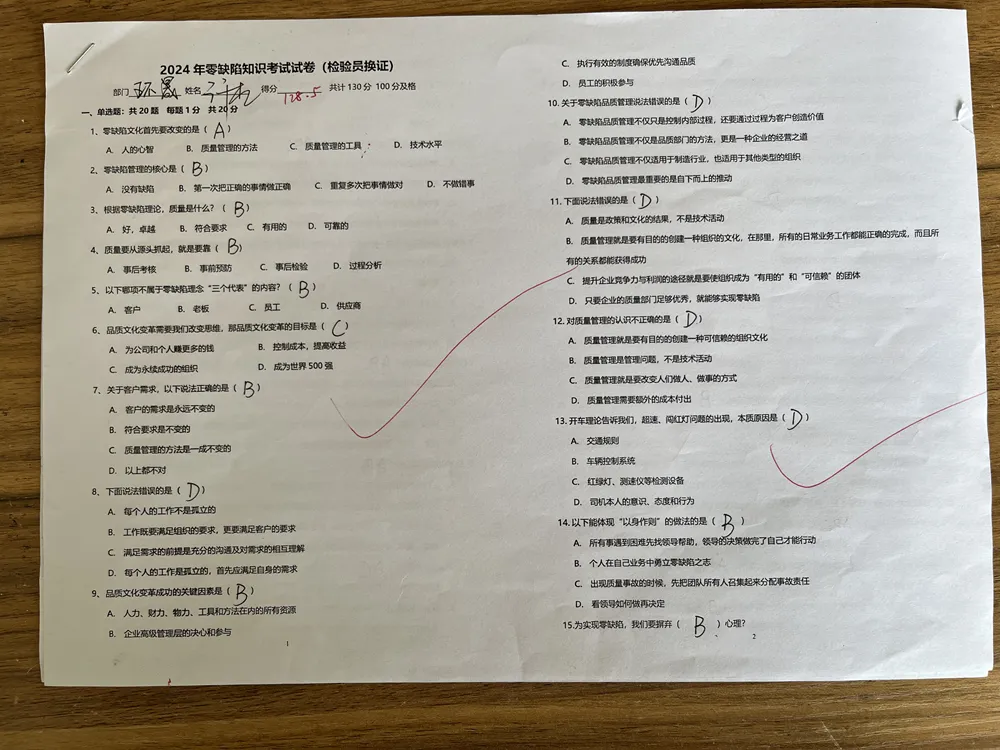 2024 年零缺陷知识考试试卷（检验员换证）
部门 环晟 姓名 得分 128.5 共计 130 分 100 分及格
一、单选题：共 20 题 每题 1 分 共 20 分
1、零缺陷文化首先要改变的是（ A ）
A. 人的心智 B. 质量管理的方法 C. 质量管理的工具 D. 技术水平
2、零缺陷管理的核心是（ B ）
A. 没有缺陷 B. 第一次把正确的事情做正确 C. 重复多次把事情做对 D. 不做错事
3、根据零缺陷理论，质量是什么？（ B ）
A. 好，卓越 B. 符合要求 C. 有用的 D. 可靠的
4、质量要从源头抓起，就是要靠（ B ）
A. 事后考核 B. 事前预防 C. 事后检验 D. 过程分析
5、以下哪项不属于零缺陷理念“三个代表”的内容？（ B ）
A. 客户 B. 老板 C. 员工 D. 供应商
6、品质文化变革需要我们改变思维，那品质文化变革的目标是（ C ）
A. 为公司和个人赚更多的钱 B. 控制成本，提高收益
C. 成为永续成功的组织 D. 成为世界 500 强
7、关于客户需求，以下说法正确的是（ B ）
A. 客户的需求是永远不变的
B. 符合要求是不变的
C. 质量管理的方法是一成不变的
D. 以上都不对
8、下面说法错误的是（ D ）
A. 每个人的工作不是孤立的
B. 工作既要满足组织的要求，更要满足客户的要求
C. 满足需求的前提是充分的沟通及对需求的相互理解
D. 每个人的工作是孤立的，首先应满足自身的需求
9、品质文化变革成功的关键因素是（ B ）
A. 人力、财力、物力、工具和方法在内的所有资源
B. 企业高级管理层的决心和参与
1
C. 执行有效的制度确保优先沟通品质
D. 员工的积极参与
10. 关于零缺陷品质管理说法错误的是（ D ）
A. 零缺陷品质管理不仅只是控制内部过程，还要通过过程为客户创造价值
B. 零缺陷品质管理不仅是品质部门的方法，更是一种企业的经营之道
C. 零缺陷品质管理不仅适用于制造行业，也适用于其他类型的组织
D. 零缺陷品质管理最重要的是自下而上的推动
11. 下面说法错误的是（ D ）
A. 质量是政策和文化的结果，不是技术活动
B. 质量管理就是要有目的的创建一种组织的文化，在那里，所有的日常业务工作都能正确的完成，而且所
有的关系都能获得成功
C. 提升企业竞争力与利润的途径就是要使组织成为“有用的”和“可信赖”的团体
D. 只要企业的质量部门足够优秀，就能够实现零缺陷
12. 对质量管理的认识不正确的是（ D ）
A. 质量管理就是要有目的的创建一种可信赖的组织文化
B. 质量管理是管理问题，不是技术活动
C. 质量管理就是要改变人们做人、做事的方式
D. 质量管理需要额外的成本付出
13. 开车理论告诉我们，超速、闯红灯问题的出现，本质原因是（ D ）
A. 交通规则
B. 车辆控制系统
C. 红绿灯、测速仪等检测设备
D. 司机本人的意识、态度和行为
14. 以下能体现“以身作则”的做法的是（ B ）
A. 所有事遇到困难先找领导帮助，领导的决策做完了自己才能行动
B. 个人在自己业务中勇立零缺陷之志
C. 出现质量事故的时候，先把团队所有人召集起来分配事故责任
D. 看领导如何做再决定
15.为实现零缺陷，我们要摒弃（ B ）心理？
2